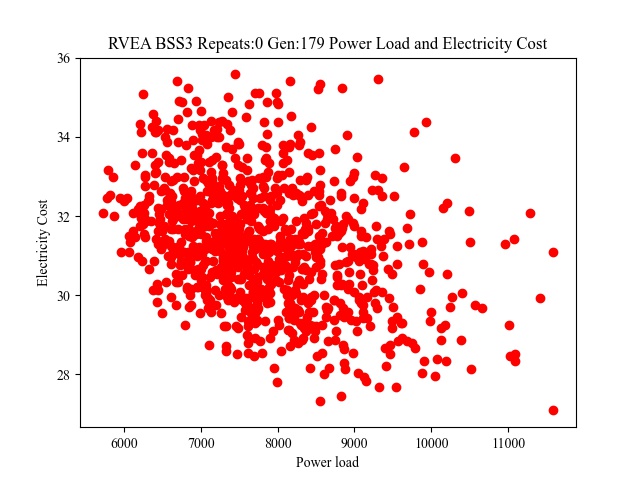 RVEA BSS3 Repeats:0 Gen:179 Power Load and Electricity Cost
36
34
32
30
28
Electricity Cost
6000 7000 8000 9000 10000 11000
Power load